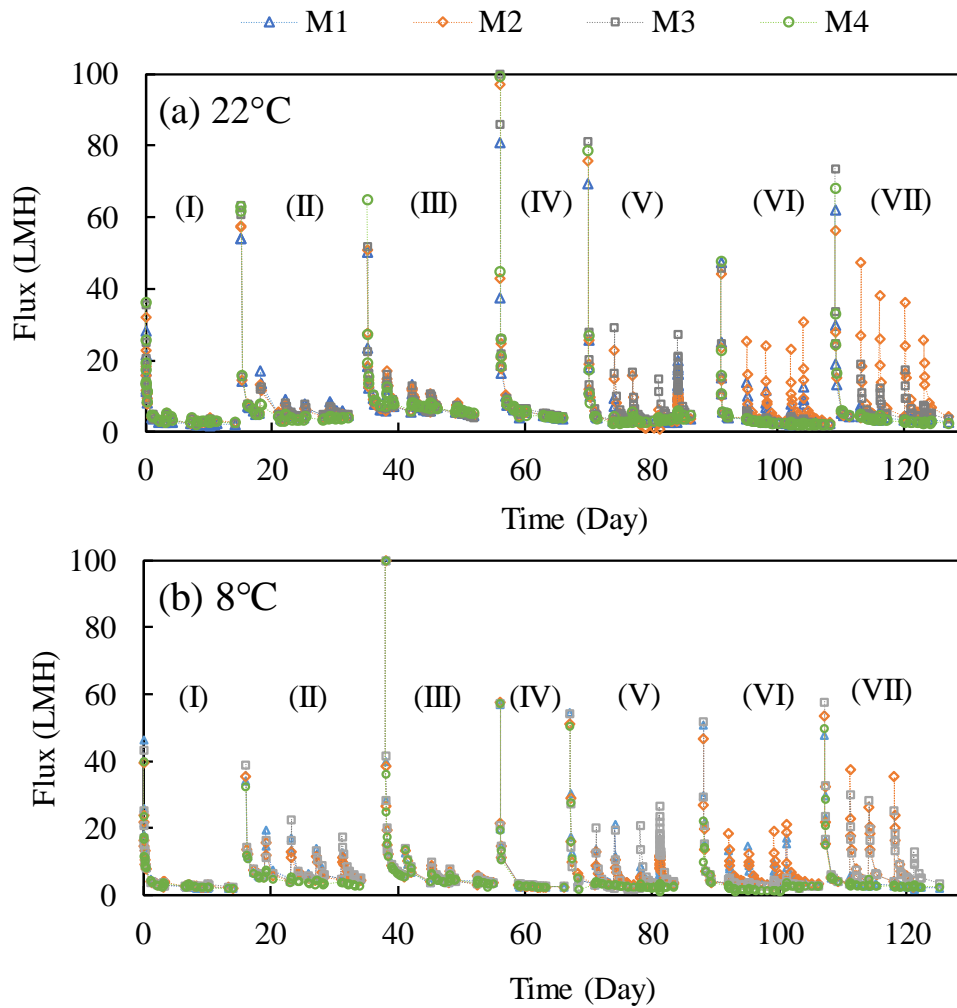 M1 M2 M3 M4
(a) 22°C
100
80
60
40
20
0
Flux (LMH)
(I) (II) (III) (IV) (V) (VI) (VII)
0 20 40 60 80 100 120
Time (Day)
(b) 8°C
100
80
60
40
20
0
Flux (LMH)
(I) (II) (III) (IV) (V) (VI) (VII)
0 20 40 60 80 100 120
Time (Day)